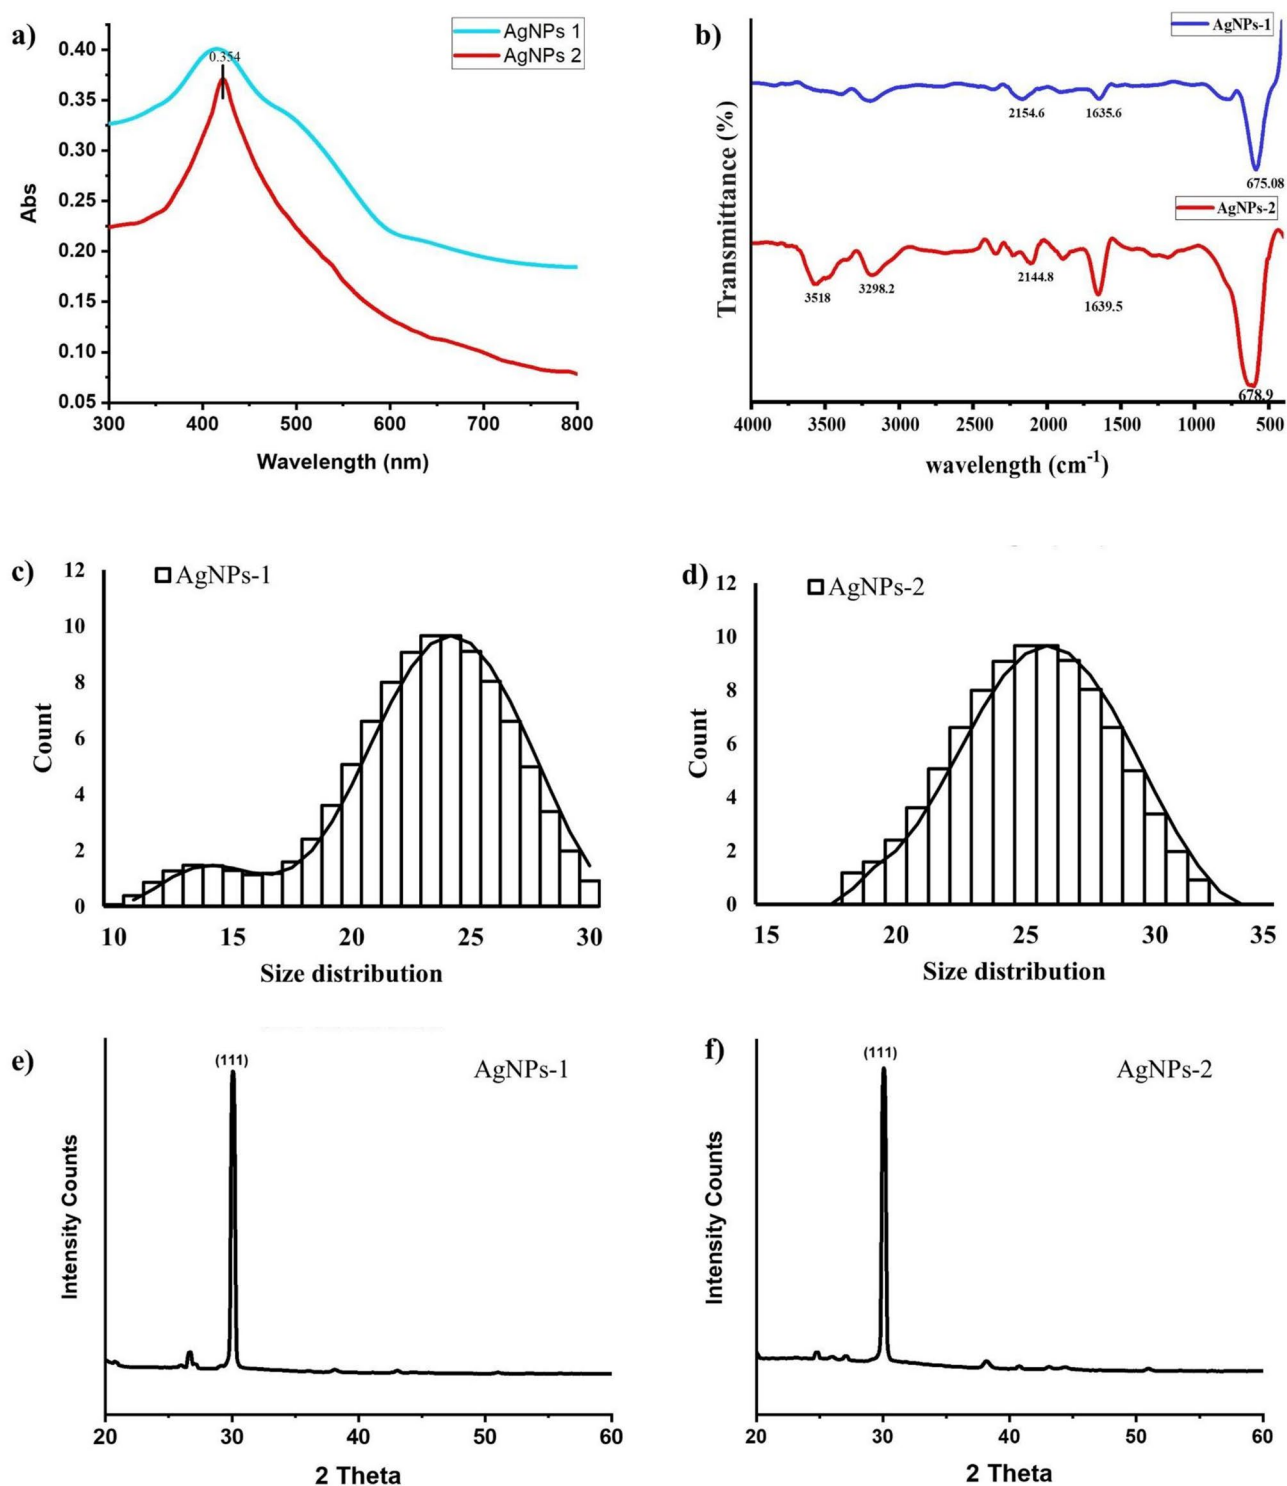 a)
AgNPs 1
AgNPs 2
0.354
0.40
0.35
0.30
0.25
0.20
0.15
0.10
0.05
Abs
300 400 500 600 700 800
Wavelength (nm)
b)
AgNPs-1
2154.6 1635.6
675.08
AgNPs-2
3518 3298.2 2144.8 1639.5
678.9
Transmittance (%)
4000 3500 3000 2500 2000 1500 1000 500
wavelength (cm-1)
c)
AgNPs-1
12
10
8
6
4
2
0
Count
10 15 20 25 30
Size distribution
d)
AgNPs-2
12
10
8
6
4
2
0
Count
15 20 25 30 35
Size distribution
e)
(111)
AgNPs-1
Intensity Counts
20 30 40 50 60
2 Theta
f)
(111)
AgNPs-2
Intensity Counts
20 30 40 50 60
2 Theta